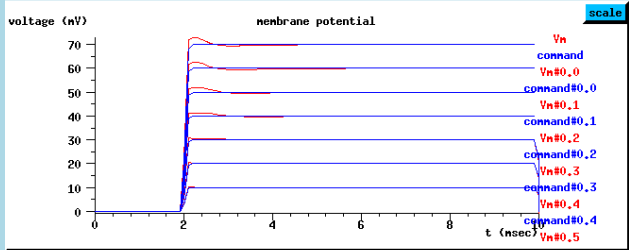 scale
voltage (mV)
membrane potential
Vm
70
command
60
Vm#0.0
command#0.0
50
Vm#0.1
command#0.1
40
Vm#0.2
30
command#0.2
20
Vm#0.3
command#0.3
10
Vm#0.4
0
command#0.4
0 2 4 6 8 10
t (msec)
Vm#0.5